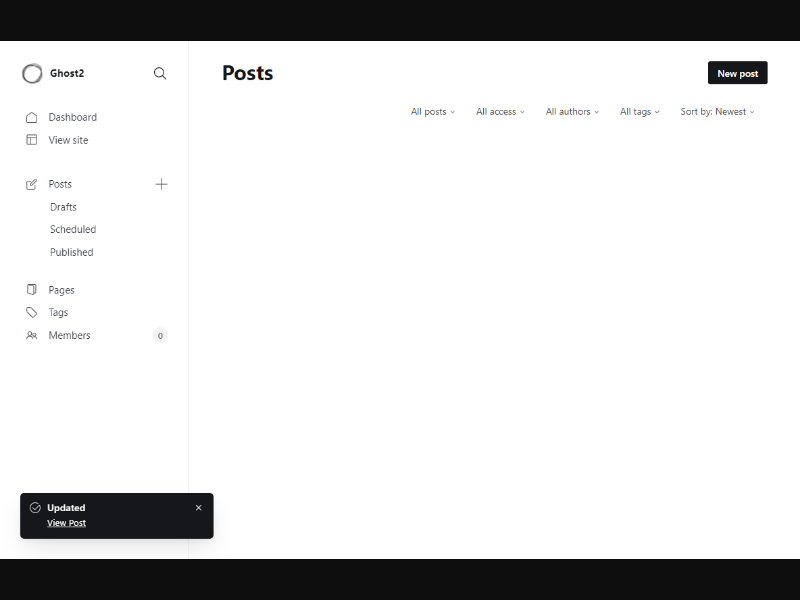 Ghost2
Posts
New post
All posts
All access
All authors
All tags
Sort by: Newest
Dashboard
View site
Posts
Drafts
Scheduled
Published
Pages
Tags
Members
0
Updated
View Post